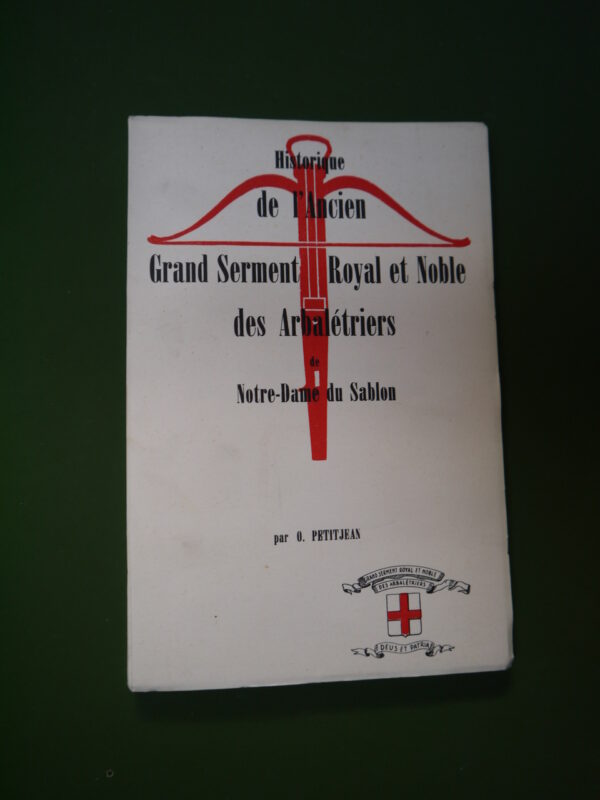 Historique
de l'Ancien
Grand Serment Royal et Noble
des Arbalétriers
de
Notre-Dame du Sablon
par O. PETITJEAN
GRAND SERMENT ROYAL ET NOBLE
DES ARBALÉTRIERS
DEUS ET PATRIA